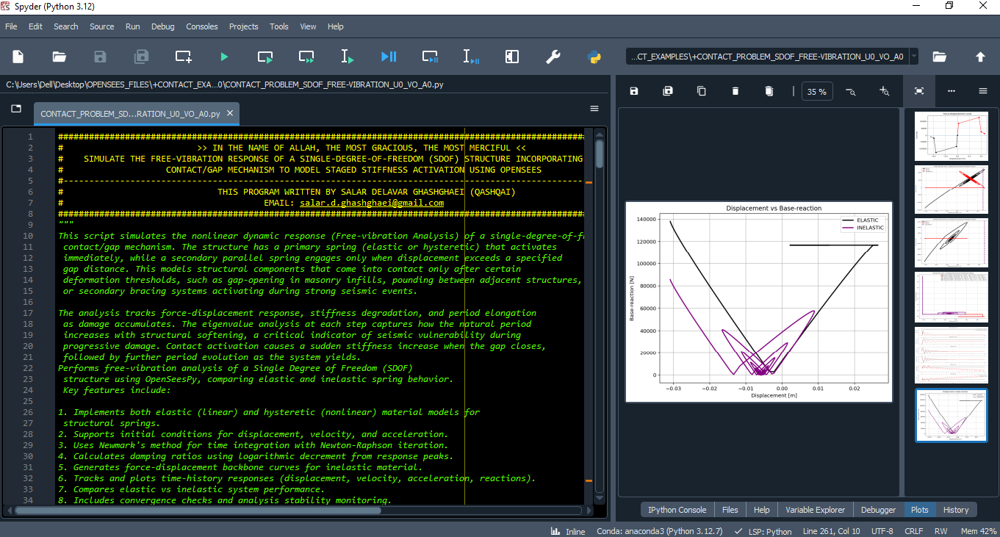 Spyder (Python 3.12)
File Edit Search Source Run Debug Consoles Projects Tools View Help
...CT_EXAMPLES\+CONTACT_PROBLEM_SDOF_FREE-VIBRATION_U0_VO_A0
C:\Users\Dell\Desktop\OPENSEES_FILES\+CONTACT_EXA...0\CONTACT_PROBLEM_SDOF_FREE-VIBRATION_U0_VO_A0.py
CONTACT_PROBLEM_SD...RATION_U0_VO_A0.py
1 ####################################################################################################
2 # >> IN THE NAME OF ALLAH, THE MOST GRACIOUS, THE MOST MERCIFUL <<
3 # SIMULATE THE FREE-VIBRATION RESPONSE OF A SINGLE-DEGREE-OF-FREEDOM (SDOF) STRUCTURE INCORPORATING
4 # CONTACT/GAP MECHANISM TO MODEL STAGED STIFFNESS ACTIVATION USING OPENSEES
5 #---------------------------------------------------------------------------------------------------
6 # THIS PROGRAM WRITTEN BY SALAR DELAVAR GHASHGHAEI (QASHQAI)
7 # EMAIL: salar.d.ghashghaei@gmail.com
8 ####################################################################################################
9 """
10 This script simulates the nonlinear dynamic response (Free-vibration Analysis) of a single-degree-of-f
11 contact/gap mechanism. The structure has a primary spring (elastic or hysteretic) that activates
12 immediately, while a secondary parallel spring engages only when displacement exceeds a specified
13 gap distance. This models structural components that come into contact only after certain
14 deformation thresholds, such as gap-opening in masonry infills, pounding between adjacent structures,
15 or secondary bracing systems activating during strong seismic events.
16
17 The analysis tracks force-displacement response, stiffness degradation, and period elongation
18 as damage accumulates. The eigenvalue analysis at each step captures how the natural period
19 increases with structural softening, a critical indicator of seismic vulnerability during
20 progressive damage. Contact activation causes a sudden stiffness increase when the gap closes,
21 followed by further period evolution as the system yields.
22 Performs free-vibration analysis of a Single Degree of Freedom (SDOF)
23 structure using OpenSeesPy, comparing elastic and inelastic spring behavior.
24 Key features include:
25
26 1. Implements both elastic (linear) and hysteretic (nonlinear) material models for
27 structural springs.
28 2. Supports initial conditions for displacement, velocity, and acceleration.
29 3. Uses Newmark's method for time integration with Newton-Raphson iteration.
30 4. Calculates damping ratios using logarithmic decrement from response peaks.
31 5. Generates force-displacement backbone curves for inelastic material.
32 6. Tracks and plots time-history responses (displacement, velocity, acceleration, reactions).
33 7. Compares elastic vs inelastic system performance.
34 8. Includes convergence checks and analysis stability monitoring.
35 %
Displacement vs Base-reaction
ELASTIC
INELASTIC
140000
120000
100000
80000
60000
40000
20000
0
Base-reaction [N]
−0.03 −0.02 −0.01 0.00 0.01 0.02
Displacement [m]
IPython Console Files Help Variable Explorer Debugger Plots History
Inline Conda: anaconda3 (Python 3.12.7) LSP: Python Line 261, Col 10 UTF-8 CRLF RW Mem 42%